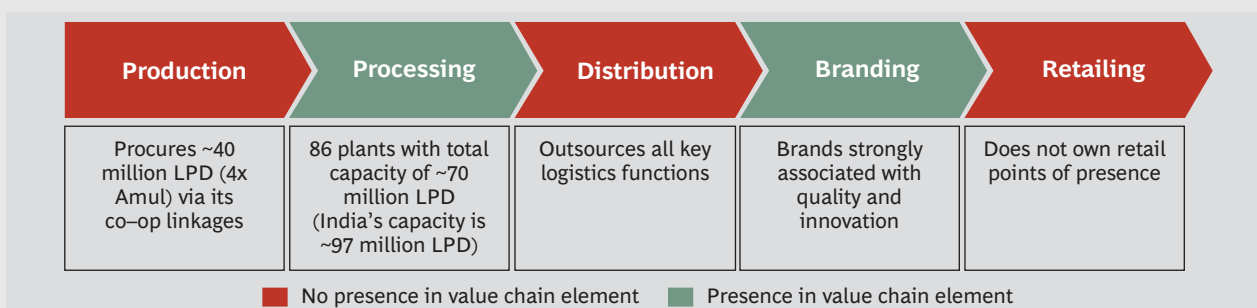 Production
Processing
Distribution
Branding
Retailing
Procures ~40
million LPD (4x
Amul) via its
co–op linkages
86 plants with total
capacity of ~70
million LPD
(India’s capacity is
~97 million LPD)
Outsources all key
logistics functions
Brands strongly
associated with
quality and
innovation
Does not own retail
points of presence
No presence in value chain element
Presence in value chain element